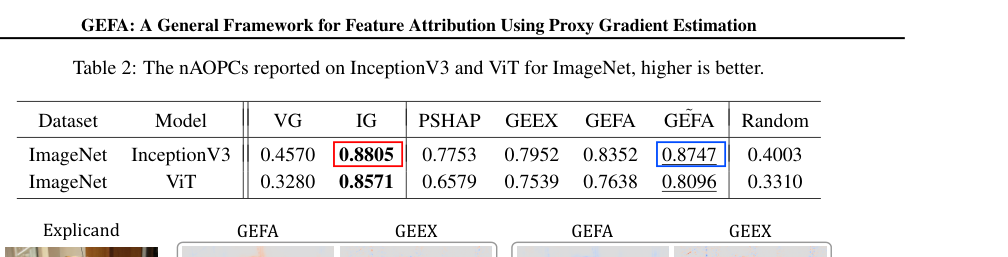 GEFA: A General Framework for Feature Attribution Using Proxy Gradient Estimation
Table 2: The nAOPCs reported on InceptionV3 and ViT for ImageNet, higher is better.
Dataset Model VG IG PSHAP GEEX GEFA GẼFA Random
ImageNet InceptionV3 0.4570 0.8805 0.7753 0.7952 0.8352 0.8747 0.4003
ImageNet ViT 0.3280 0.8571 0.6579 0.7539 0.7638 0.8096 0.3310
Explicand GEFA GEEX GEFA GEEX